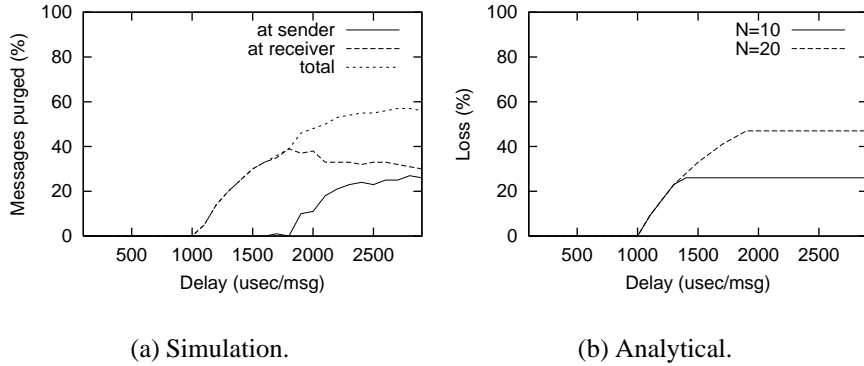 100
80
60
40
20
0
500 1000 1500 2000 2500
Messages purged (%)
Delay (usec/msg)
at sender
at receiver
total
(a) Simulation.
100
80
60
40
20
0
500 1000 1500 2000 2500
Loss (%)
Delay (usec/msg)
N=10
N=20
(b) Analytical.